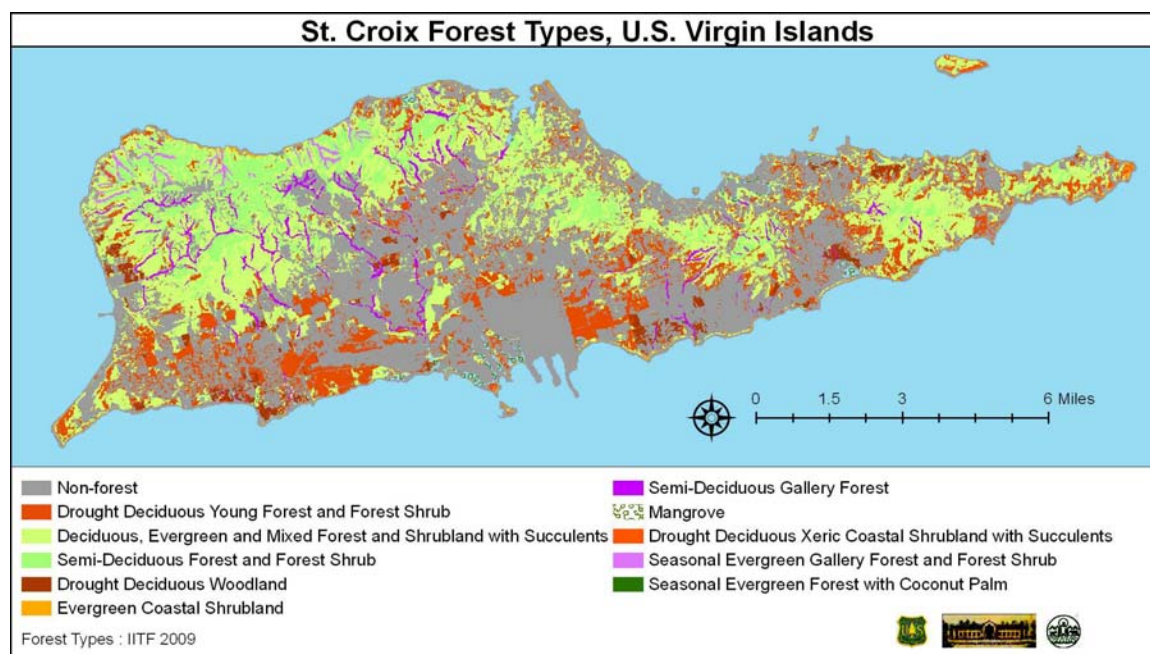 St. Croix Forest Types, U.S. Virgin Islands
0 1.5 3 6 Miles
Non-forest
Drought Deciduous Young Forest and Forest Shrub
Deciduous, Evergreen and Mixed Forest and Shrubland with Succulents
Semi-Deciduous Forest and Forest Shrub
Drought Deciduous Woodland
Evergreen Coastal Shrubland
Semi-Deciduous Gallery Forest
Mangrove
Drought Deciduous Xeric Coastal Shrubland with Succulents
Seasonal Evergreen Gallery Forest and Forest Shrub
Seasonal Evergreen Forest with Coconut Palm
Forest Types : IITF 2009
U S